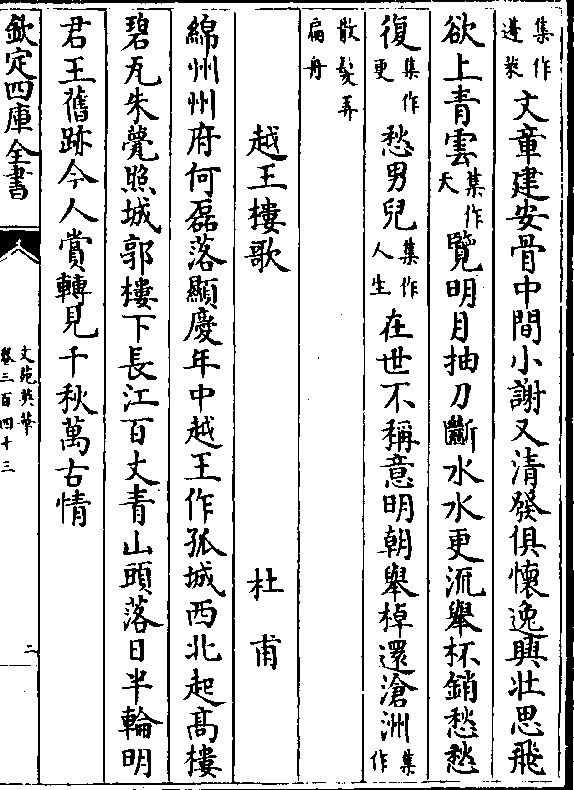 集作蓬萊文章建安骨中間小謝又清發俱懷逸興壯思飛
欲上青雲集作天覽明月抽刀斷水水更流舉杯銷愁愁
復集作更愁男兒集作人生在世不稱意明朝舉棹還滄洲集作
散髮弄扁舟
越王樓歌 杜甫
綿州州府何磊落顯慶年中越王作孤城西北起高樓
碧瓦朱甍照城郭樓下長江百丈青山頭落日半輪明
君王舊跡今人賞轉見千秋萬古情
欽定四庫全書
文苑英華
卷三百四十三
二